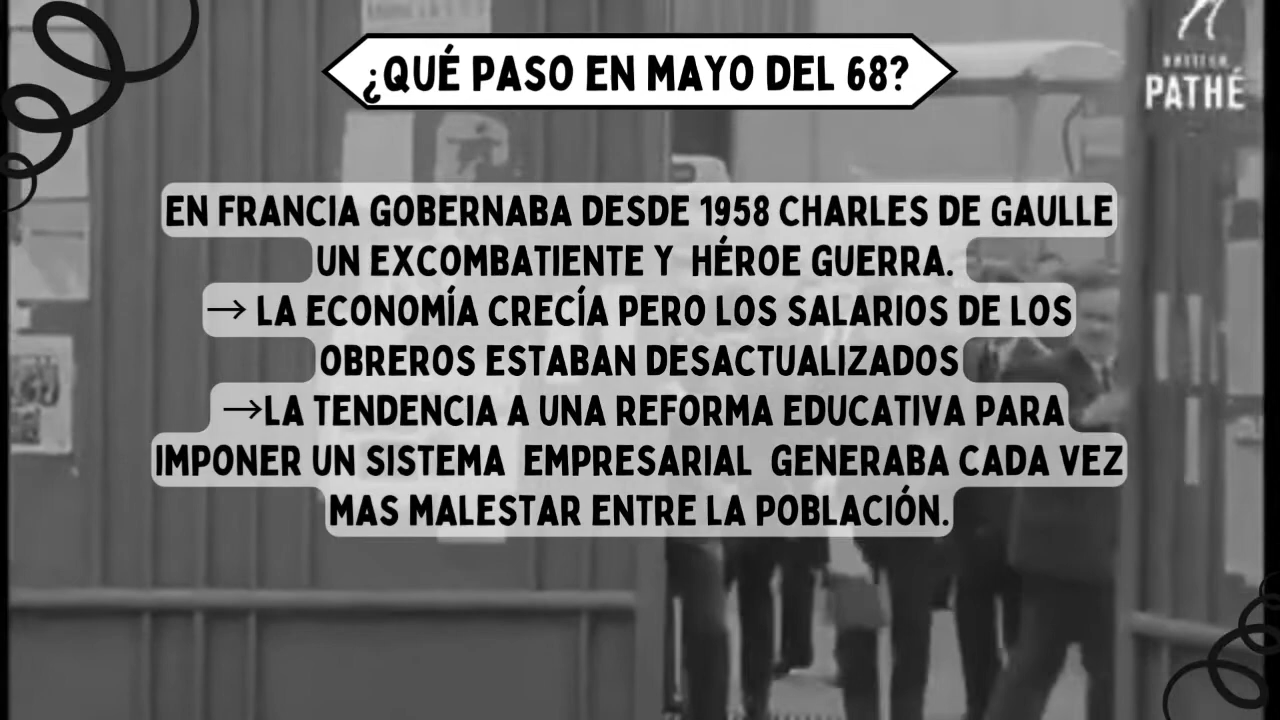 ¿QUÉ PASO EN MAYO DEL 68?
PATHÉ
EN FRANCIA GOBERNABA DESDE 1958 CHARLES DE GAULLE
UN EXCOMBATIENTE Y HÉROE GUERRA.
→ LA ECONOMÍA CRECÍA PERO LOS SALARIOS DE LOS
OBREROS ESTABAN DESACTUALIZADOS
→LA TENDENCIA A UNA REFORMA EDUCATIVA PARA
IMPONER UN SISTEMA EMPRESARIAL GENERABA CADA VEZ
MAS MALESTAR ENTRE LA POBLACIÓN.